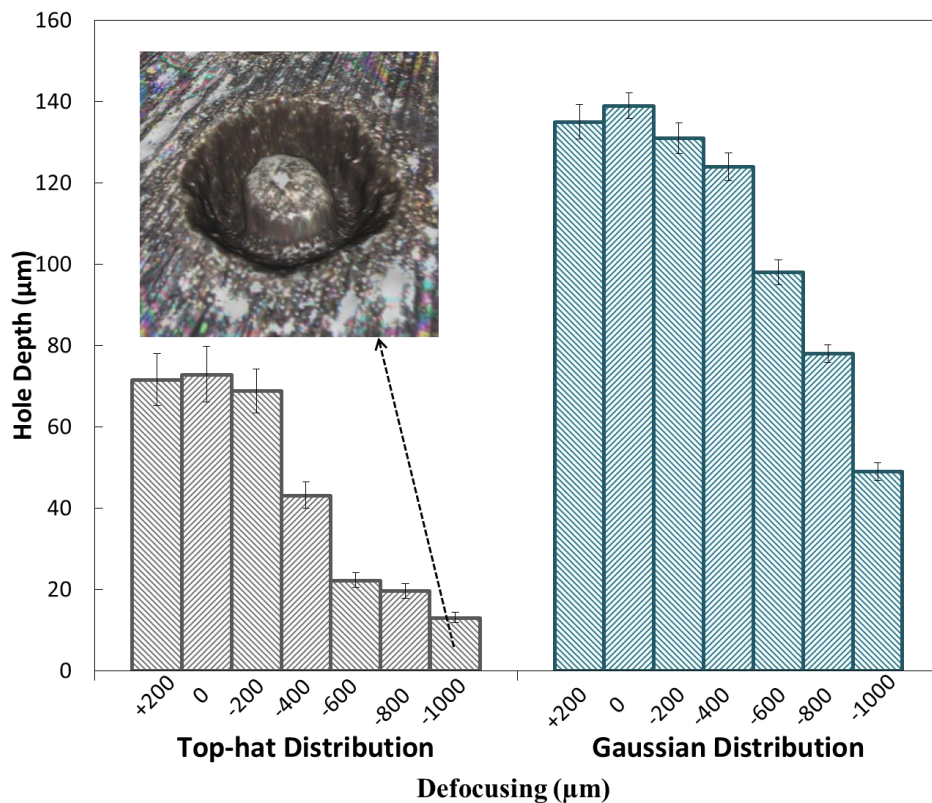 160
140
120
100
80
60
40
20
0
Hole Depth (µm)
+200 0 -200 -400 -600 -800 -1000
+200 0 -200 -400 -600 -800 -1000
Top-hat Distribution
Gaussian Distribution
Defocusing (µm)